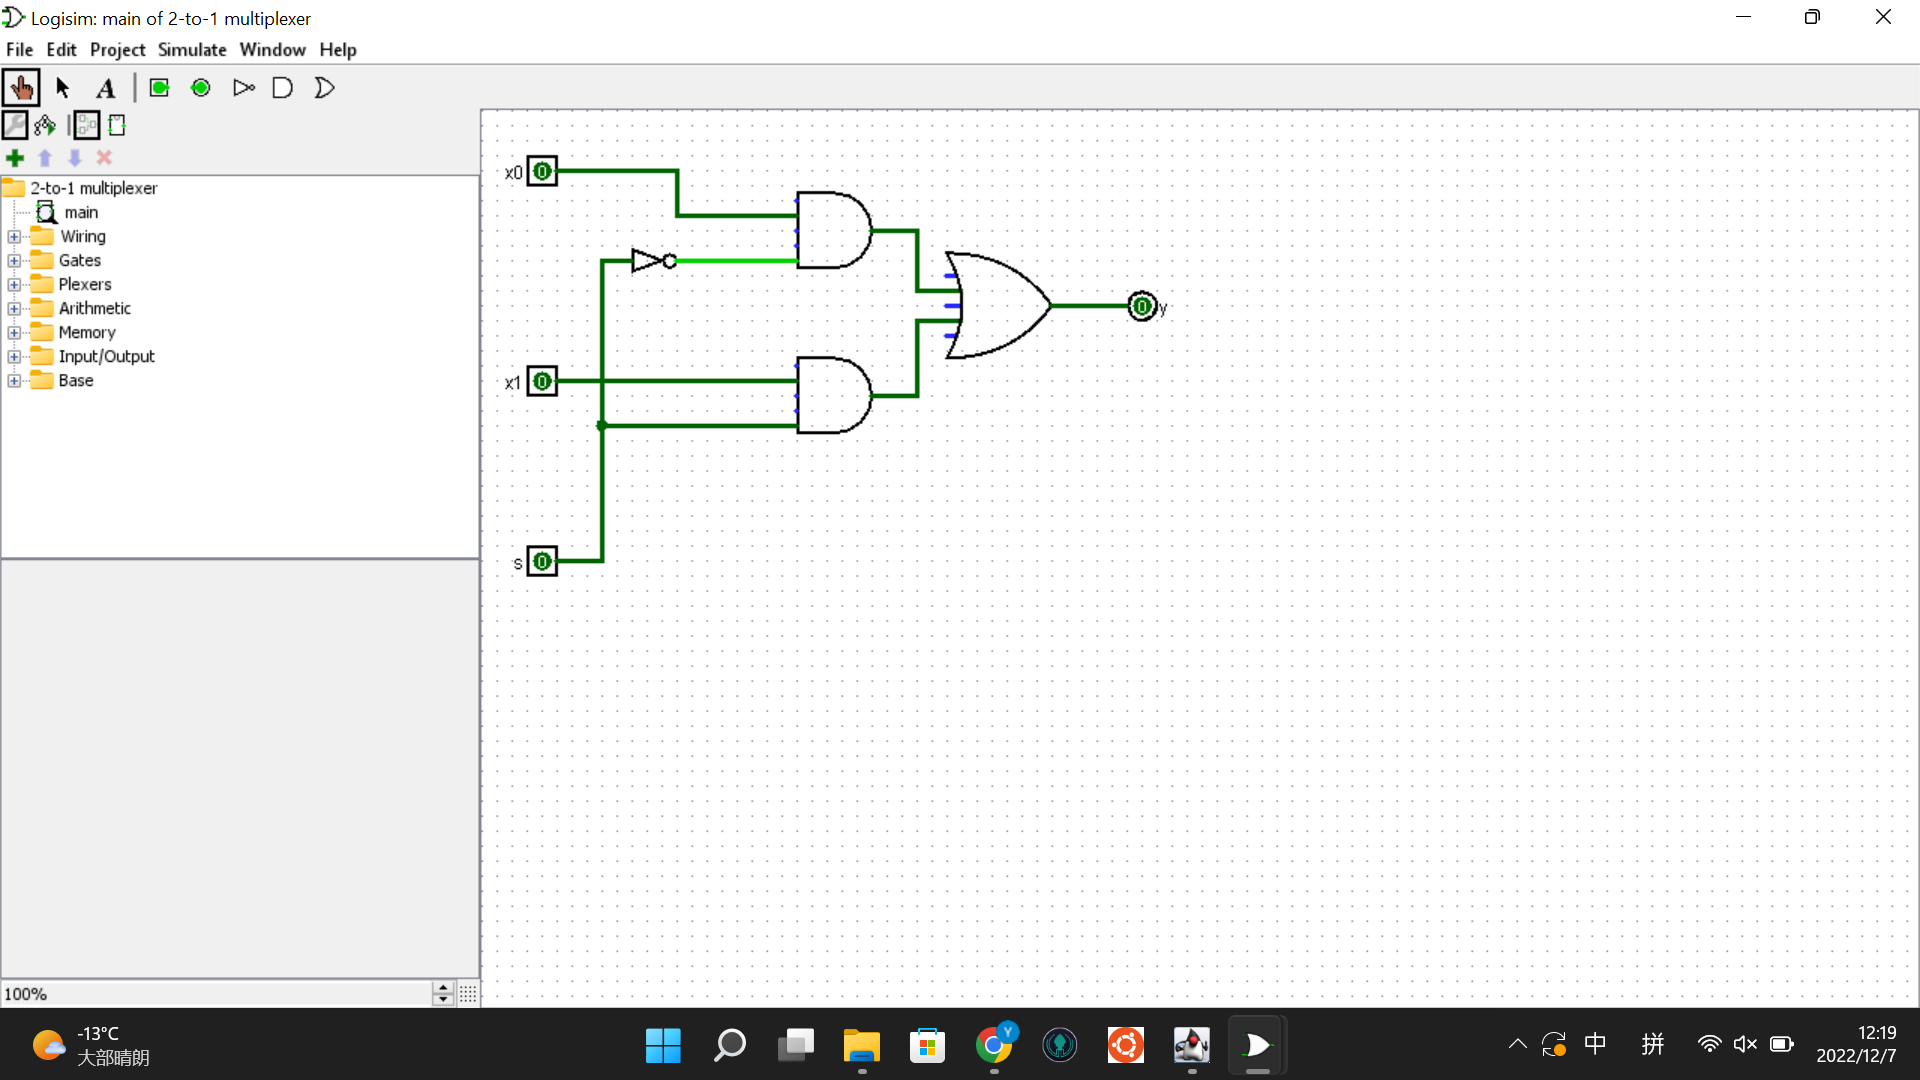 Logisim: main of 2-to-1 multiplexer
File Edit Project Simulate Window Help
A
2-to-1 multiplexer
main
Wiring
Gates
Plexers
Arithmetic
Memory
Input/Output
Base
100%
x0 0
x1 0
s 0
0 y
-13°C
大部晴朗
Y
中 拼
12:19
2022/12/7